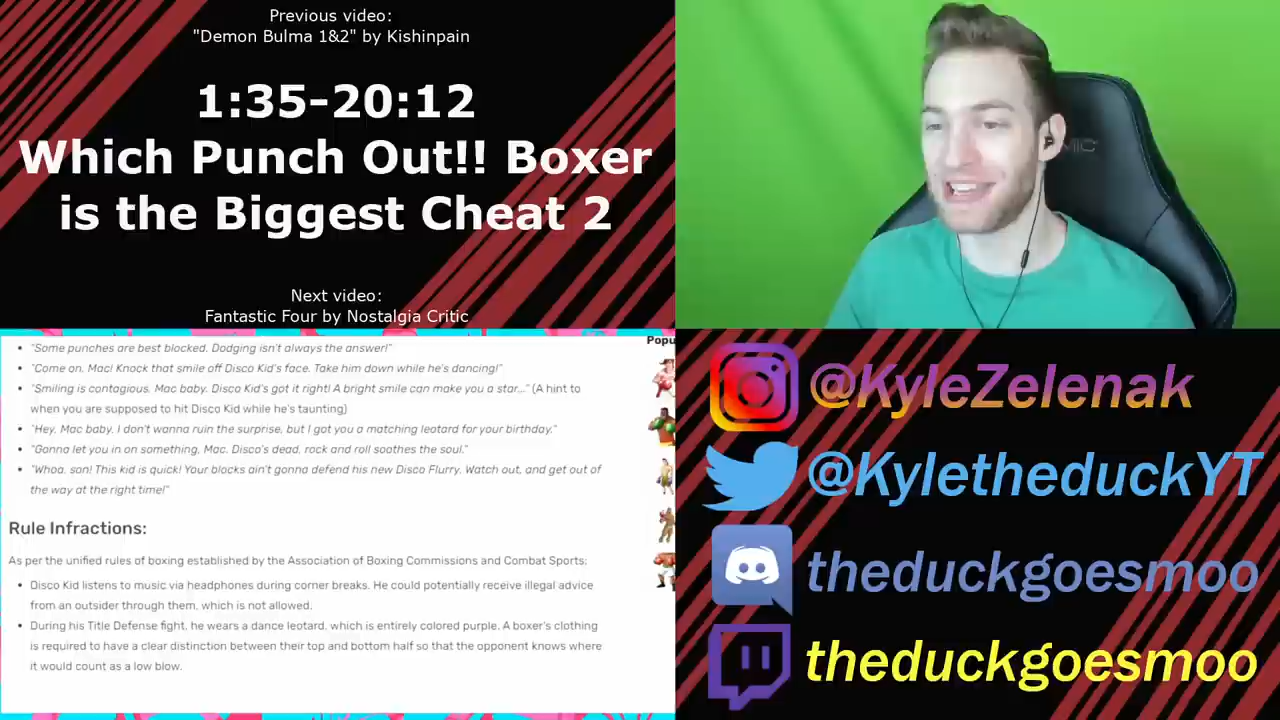 Previous video:
"Demon Bulma 1&2" by Kishinpain
1:35-20:12
Which Punch Out!! Boxer
is the Biggest Cheat 2
Next video:
Fantastic Four by Nostalgia Critic
"Some punches are best blocked. Dodging isn't always the answer!"
"Come on, Mac! Knock that smile off Disco Kid's face. Take him down while he's dancing!"
"Smiling is contagious, Mac baby. Disco Kid's got it right! A bright smile can make you a star..." (A hint to
when you are supposed to hit Disco Kid while he's taunting)
"Hey, Mac baby. I don't wanna ruin the surprise, but I got you a matching leotard for your birthday."
"Gonna let you in on something, Mac. Disco's dead, rock and roll soothes the soul."
"Whoa, son! This kid is quick! Your blocks ain't gonna defend his new Disco Flurry. Watch out, and get out of
the way at the right time!"
Rule Infractions:
As per the unified rules of boxing established by the Association of Boxing Commissions and Combat Sports;
Disco Kid listens to music via headphones during corner breaks. He could potentially receive illegal advice
from an outsider through them, which is not allowed.
During his Title Defense fight, he wears a dance leotard, which is entirely colored purple. A boxer's clothing
is required to have a clear distinction between their top and bottom half so that the opponent knows where
it would count as a low blow.
Popu
@KyleZelenak
@KyletheduckYT
theduckgoesmoo
theduckgoesmoo